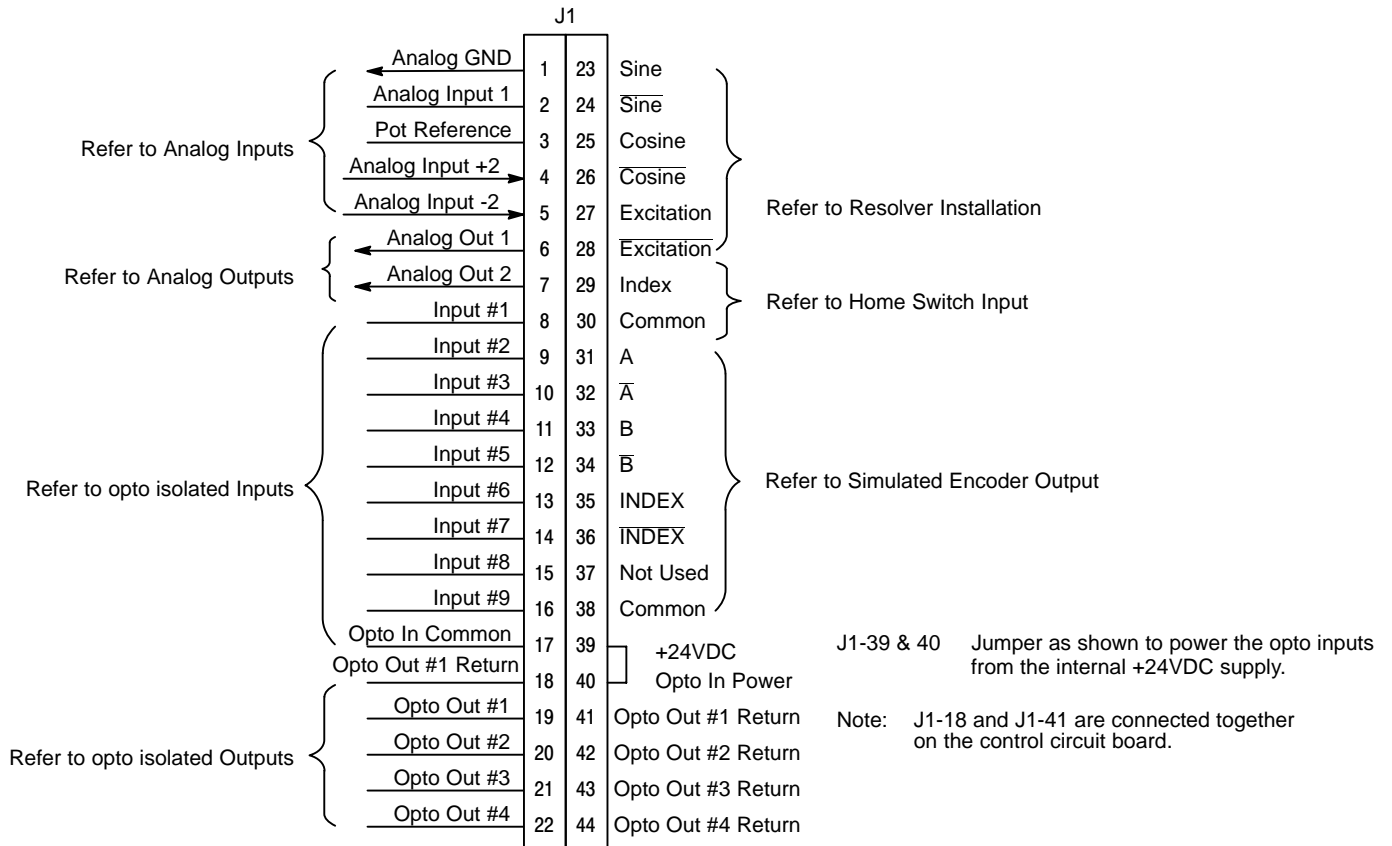 J1
Analog GND 1 23 Sine
Analog Input 1 2 24 S̅i̅n̅e̅
Pot Reference 3 25 Cosine
Refer to Analog Inputs
Analog Input +2 4 26 C̅o̅s̅i̅n̅e̅
Analog Input -2 5 27 Excitation
Refer to Resolver Installation
Analog Out 1 6 28 E̅x̅c̅i̅t̅a̅t̅i̅o̅n̅
Refer to Analog Outputs
Analog Out 2 7 29 Index
Refer to Home Switch Input
Input #1 8 30 Common
Input #2 9 31 A
Input #3 10 32 A̅
Input #4 11 33 B
Input #5 12 34 B̅
Refer to opto isolated Inputs
Refer to Simulated Encoder Output
Input #6 13 35 INDEX
Input #7 14 36 I̅N̅D̅E̅X̅
Input #8 15 37 Not Used
Input #9 16 38 Common
Opto In Common 17 39 +24VDC
Opto Out #1 Return 18 40 Opto In Power
J1-39 & 40 Jumper as shown to power the opto inputs
from the internal +24VDC supply.
Opto Out #1 19 41 Opto Out #1 Return
Note: J1-18 and J1-41 are connected together
on the control circuit board.
Opto Out #2 20 42 Opto Out #2 Return
Refer to opto isolated Outputs
Opto Out #3 21 43 Opto Out #3 Return
Opto Out #4 22 44 Opto Out #4 Return